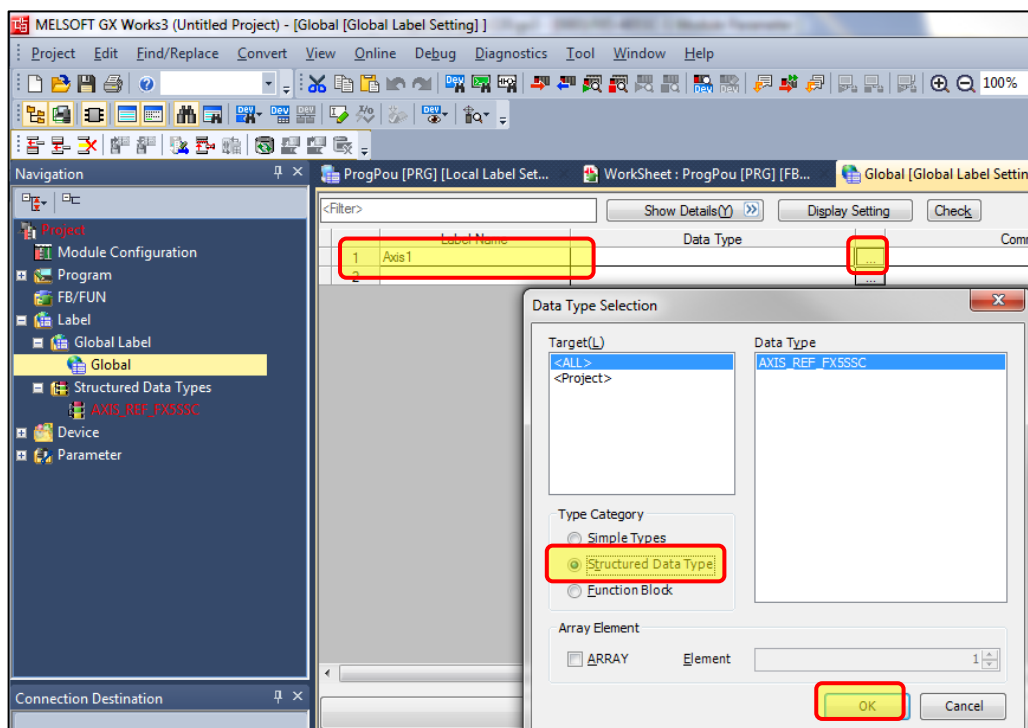 MELSOFT GX Works3 (Untitled Project) - [Global [Global Label Setting] ]
Project Edit Find/Replace Convert View Online Debug Diagnostics Tool Window Help
100%
Navigation
ProgPou [PRG] [Local Label Set...
WorkSheet : ProgPou [PRG] [FB...
Global [Global Label Settin
<Filter>
Show Details(Y)
Display Setting
Check
Label Name Data Type Com
1 Axis1 ...
2 ...
Project
Module Configuration
Program
FB/FUN
Label
Global Label
Global
Structured Data Types
AXIS_REF_FX5SSC
Device
Parameter
Data Type Selection
Target(L)
<ALL>
<Project>
Data Type
AXIS_REF_FX5SSC
Type Category
Simple Types
Structured Data Type
Function Block
Array Element
ARRAY Element 1
OK Cancel
Connection Destination